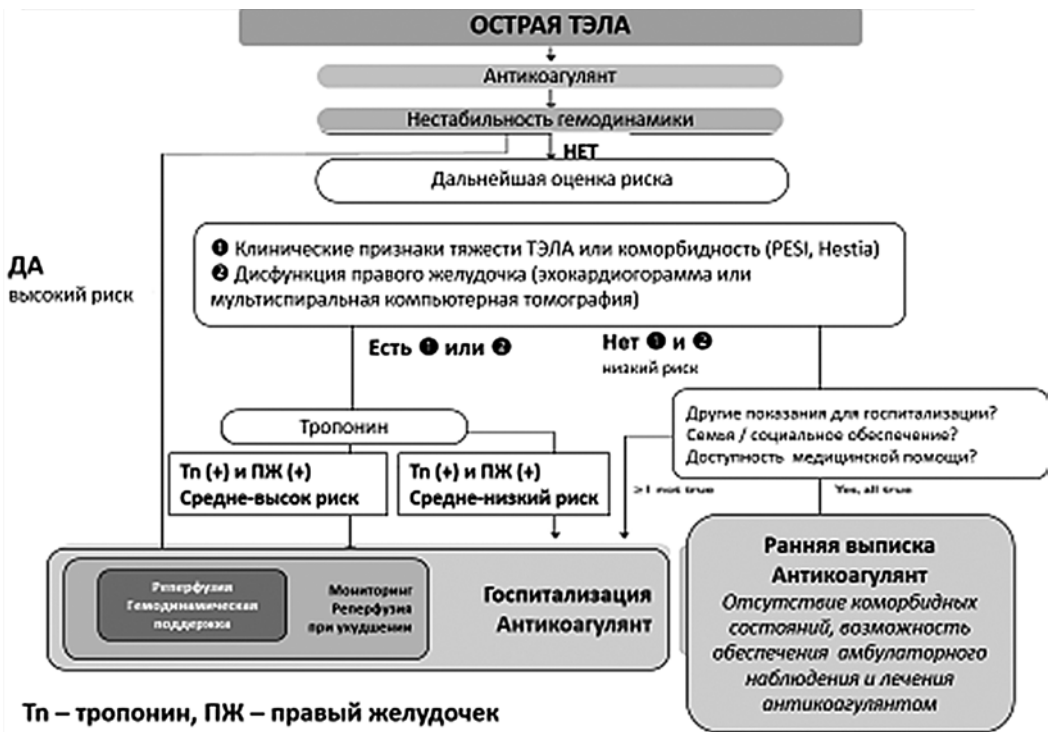 ОСТРАЯ ТЭЛА
Антикоагулянт
Нестабильность гемодинамики
НЕТ
Дальнейшая оценка риска
ДА
высокий риск
❶ Клинические признаки тяжести ТЭЛА или коморбидность (PESI, Hestia)
❷ Дисфункция правого желудочка (эхокардиогорамма или
мультиспиральная компьютерная томография)
Есть ❶ или ❷
Нет ❶ и ❷
низкий риск
Тропонин
Другие показания для госпитализации?
Семья / социальное обеспечение?
Доступность медицинской помощи?
Tn (+) и ПЖ (+)
Средне-высок риск
Tn (+) и ПЖ (+)
Средне-низкий риск
>1 not true
Yes, all true
Реперфузия
Гемодинамическая
поддержка
Мониторинг
Реперфузия
при ухудшении
Госпитализация
Антикоагулянт
Ранняя выписка
Антикоагулянт
Отсутствие коморбидных
состояний, возможность
обеспечения амбулаторного
наблюдения и лечения
антикоагулянтом
Tn – тропонин, ПЖ – правый желудочек